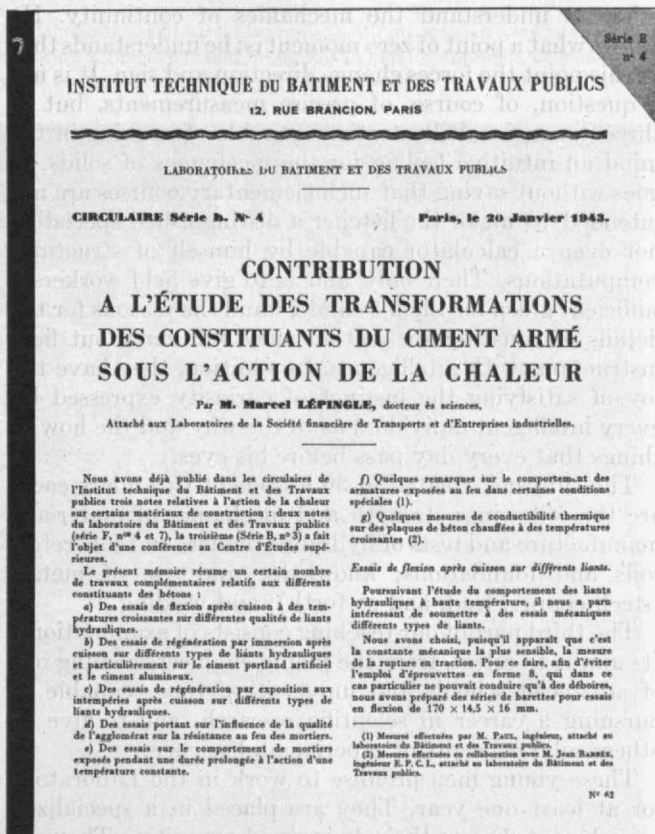 7
Série E
n° 4
INSTITUT TECHNIQUE DU BATIMENT ET DES TRAVAUX PUBLICS
12, RUE BRANCION, PARIS
LABORATOIRES DU BATIMENT ET DES TRAVAUX PUBLICS
CIRCULAIRE Série h. N° 4
Paris, le 20 Janvier 1943.
CONTRIBUTION
A L'ÉTUDE DES TRANSFORMATIONS
DES CONSTITUANTS DU CIMENT ARMÉ
SOUS L'ACTION DE LA CHALEUR
Par M. Marcel LÉPINGLE, docteur ès sciences,
Attaché aux Laboratoires de la Société financière de Transports et d'Entreprises industrielles.
Nous avons déjà publié dans les circulaires de
l'Institut technique du Bâtiment et des Travaux
publics trois notes relatives à l'action de la chaleur
sur certains matériaux de construction : deux notes
du laboratoire du Bâtiment et des Travaux publics
(série F, nos 4 et 7), la troisième (Série B, n° 3) a fait
l'objet d'une conférence au Centre d'Études supé-
rieures.
Le présent mémoire résume un certain nombre
de travaux complémentaires relatifs aux différents
constituants des bétons :
a) Des essais de flexion après cuisson à des tem-
pératures croissantes sur différentes qualités de liants
hydrauliques.
b) Des essais de régénération par immersion après
cuisson sur différents types de liants hydrauliques
et particulièrement sur le ciment portland artificiel
et le ciment alumineux.
c) Des essais de régénération par exposition aux
intempéries après cuisson sur différents types de
liants hydrauliques.
d) Des essais portant sur l'influence de la qualité
de l'agglomérat sur la résistance au feu des mortiers.
e) Des essais sur le comportement de mortiers
exposés pendant une durée prolongée à l'action d'une
température constante.
f) Quelques remarques sur le comportement des
armatures exposées au feu dans certaines conditions
spéciales (1).
g) Quelques mesures de conductibilité thermique
sur des plaques de béton chauffées à des températures
croissantes (2).
Essais de flexion après cuisson sur différents liants.
Poursuivant l'étude du comportement des liants
hydrauliques à haute température, il nous a paru
intéressant de soumettre à des essais mécaniques
différents types de liants.
Nous avons choisi, puisqu'il apparaît que c'est
la constante mécanique la plus sensible, la mesure
de la rupture en traction. Pour ce faire, afin d'éviter
l'emploi d'éprouvettes en forme 8, qui dans ce
cas particulier ne pouvait conduire qu'à des déboires,
nous avons préparé des séries de barettes pour essais
en flexion de 170 × 14,5 × 16 mm.
(1) Mesures effectuées par M. PAUL, ingénieur, attaché au
laboratoire du Bâtiment et des Travaux publics.
(2) Mesures effectuées en collaboration avec M. Jean
ingénieur E. P. C. I., attaché au laboratoire du Bâtiment et des
Travaux publics.
N° 62